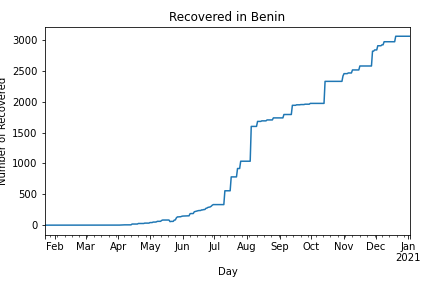 Recovered in Benin
Number of Recovered
3000
2500
2000
1500
1000
500
0
Feb Mar Apr May Jun Jul Aug Sep Oct Nov Dec Jan
2021
Day